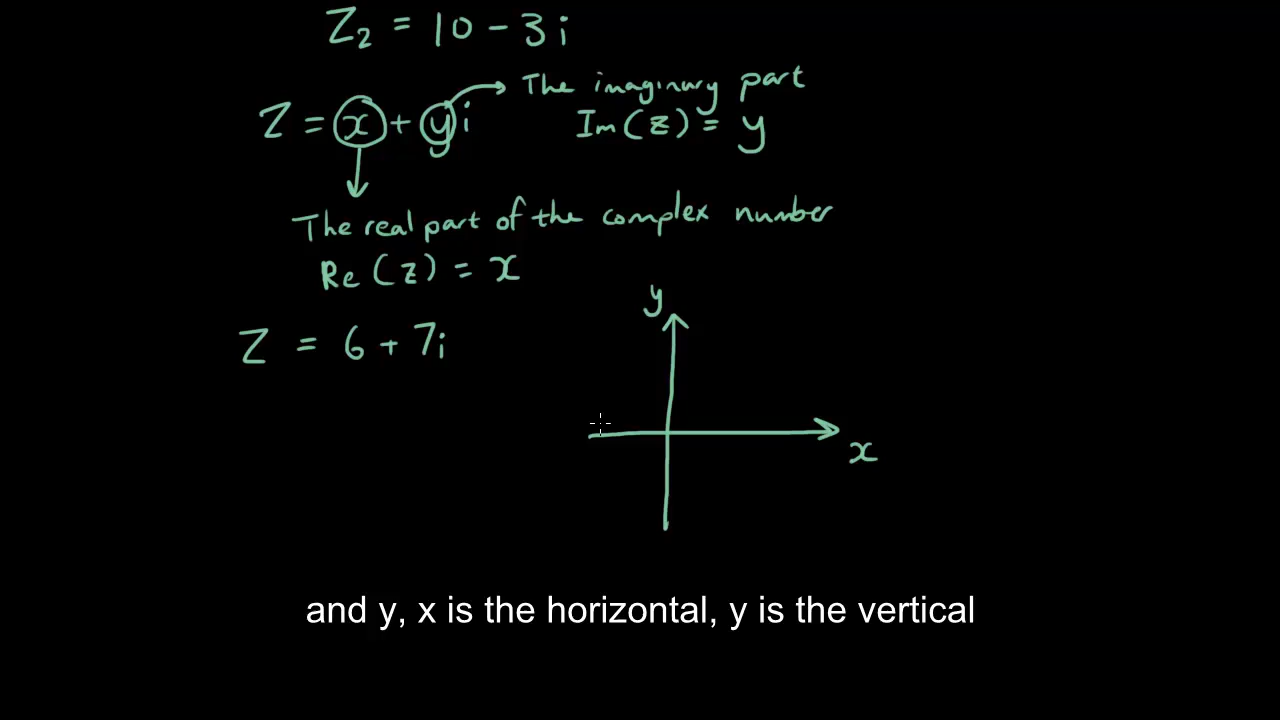 Z₂ = 10 - 3i
The imaginary part
Z = x + yi
Im(z) = y
The real part of the complex number
Re(z) = x
y
Z = 6 + 7i
x
and y, x is the horizontal, y is the vertical